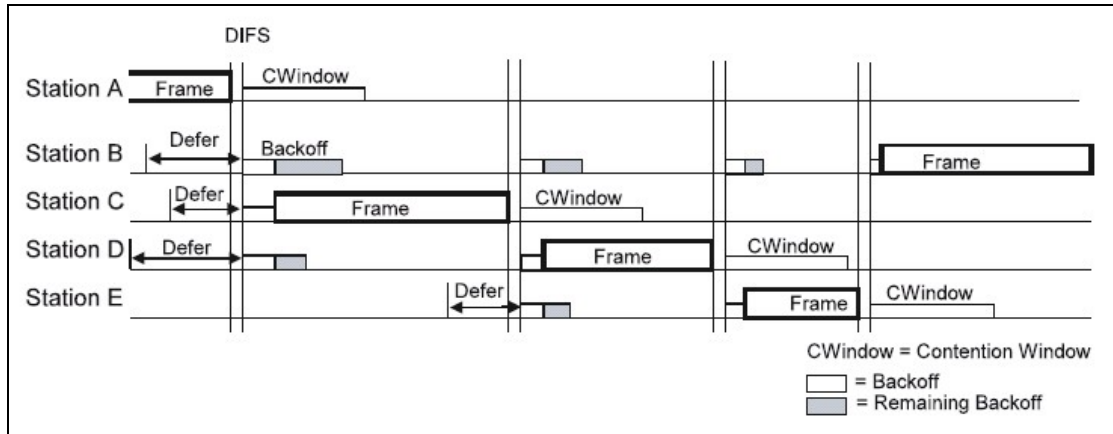 DIFS
Station A
Frame
CWindow
Station B
Defer
Backoff
Frame
Station C
Defer
Frame
CWindow
Station D
Defer
Frame
CWindow
Station E
Defer
Frame
CWindow
CWindow = Contention Window
= Backoff
= Remaining Backoff